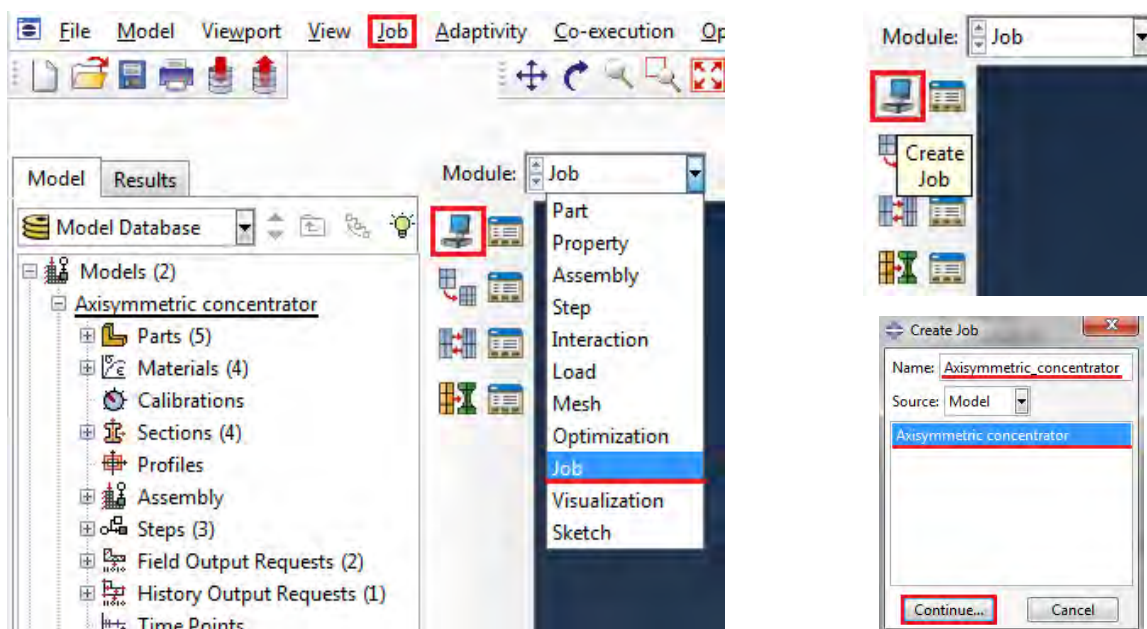 File Model Viewport View Job Adaptivity Co-execution Op
Model Results
Model Database
Models (2)
Axisymmetric concentrator
Parts (5)
Materials (4)
Calibrations
Sections (4)
Profiles
Assembly
Steps (3)
Field Output Requests (2)
History Output Requests (1)
Time Points
Module: Job
Part
Property
Assembly
Step
Interaction
Load
Mesh
Optimization
Job
Visualization
Sketch
Module: Job
Create
Job
Create Job
Name: Axisymmetric_concentrator
Source: Model
Axisymmetric concentrator
Continue... Cancel